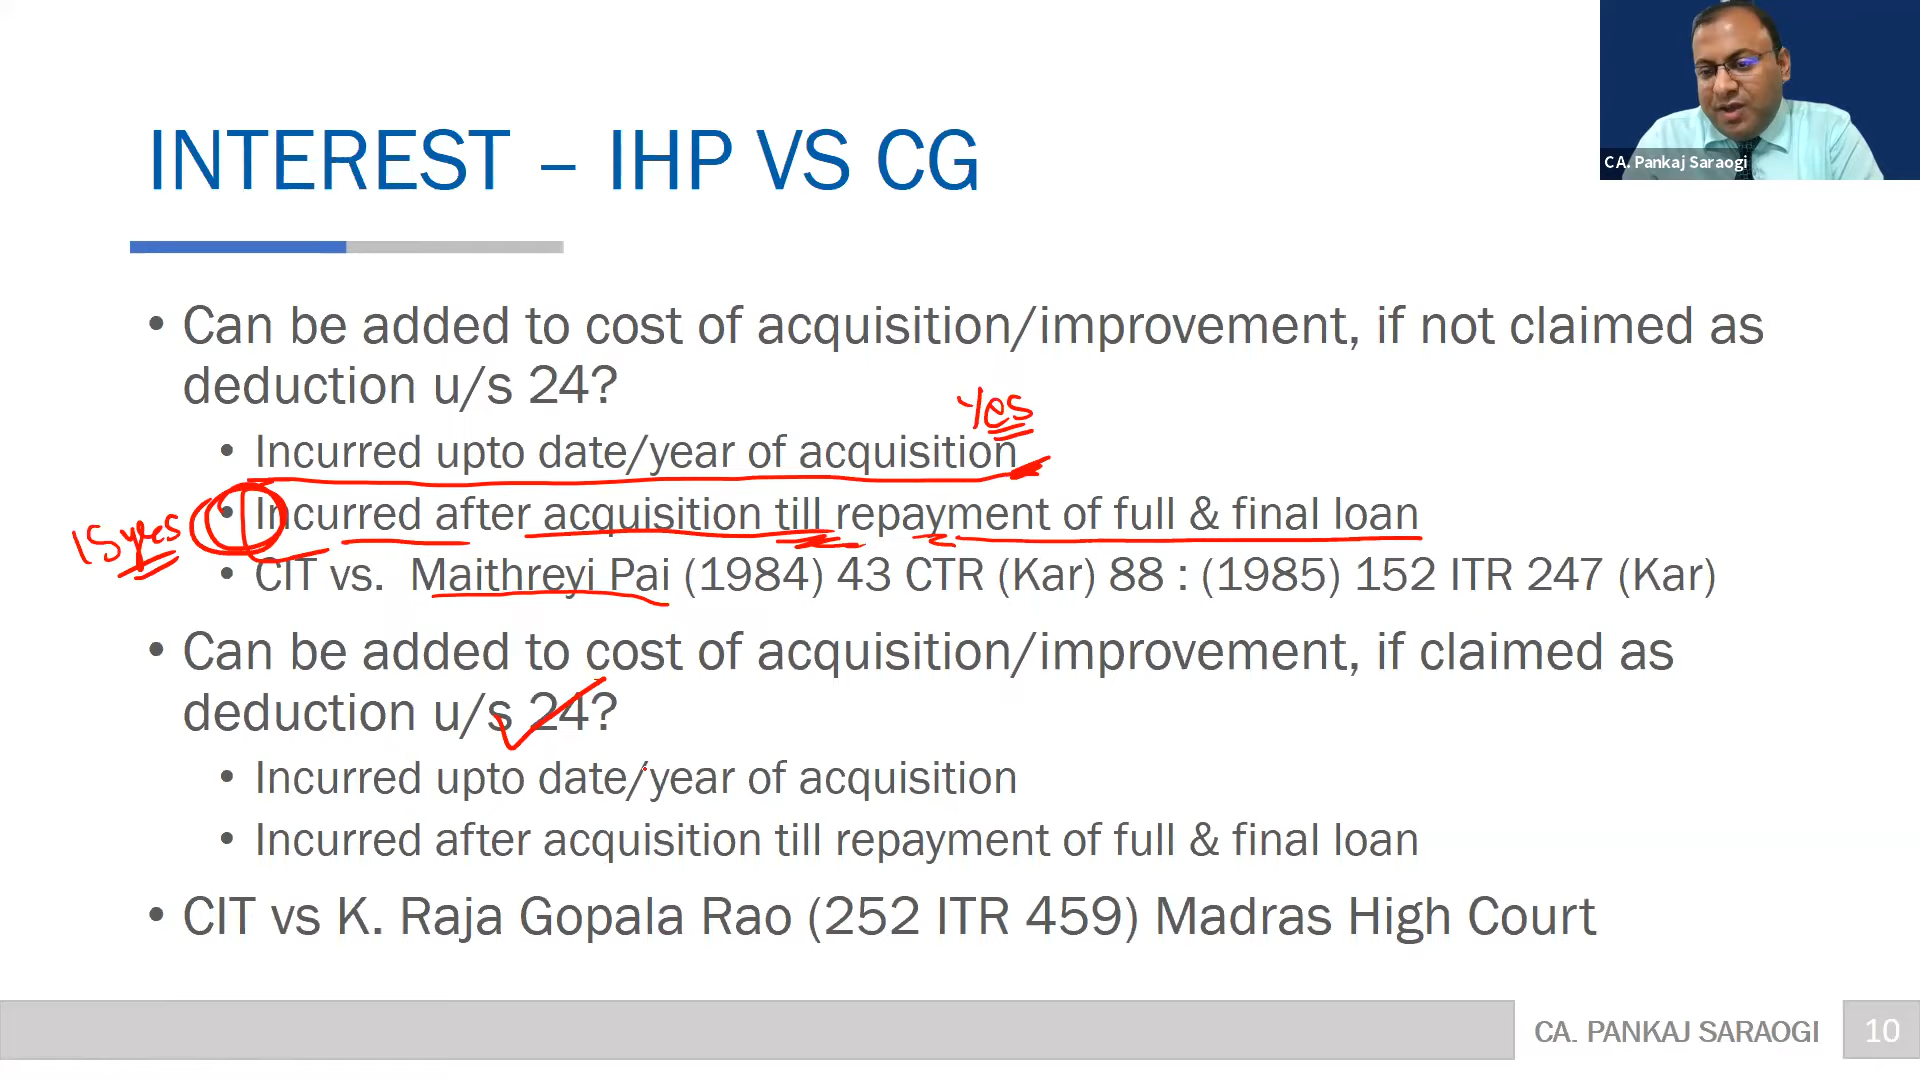 CA. Pankaj Saraogi
INTEREST – IHP VS CG
• Can be added to cost of acquisition/improvement, if not claimed as
deduction u/s 24?
Yes
• Incurred upto date/year of acquisition
• Incurred after acquisition till repayment of full & final loan
15 yrs
• CIT vs. Maithreyi Pai (1984) 43 CTR (Kar) 88 : (1985) 152 ITR 247 (Kar)
• Can be added to cost of acquisition/improvement, if claimed as
deduction u/s 24?
• Incurred upto date/year of acquisition
• Incurred after acquisition till repayment of full & final loan
• CIT vs K. Raja Gopala Rao (252 ITR 459) Madras High Court
CA. PANKAJ SARAOGI
10